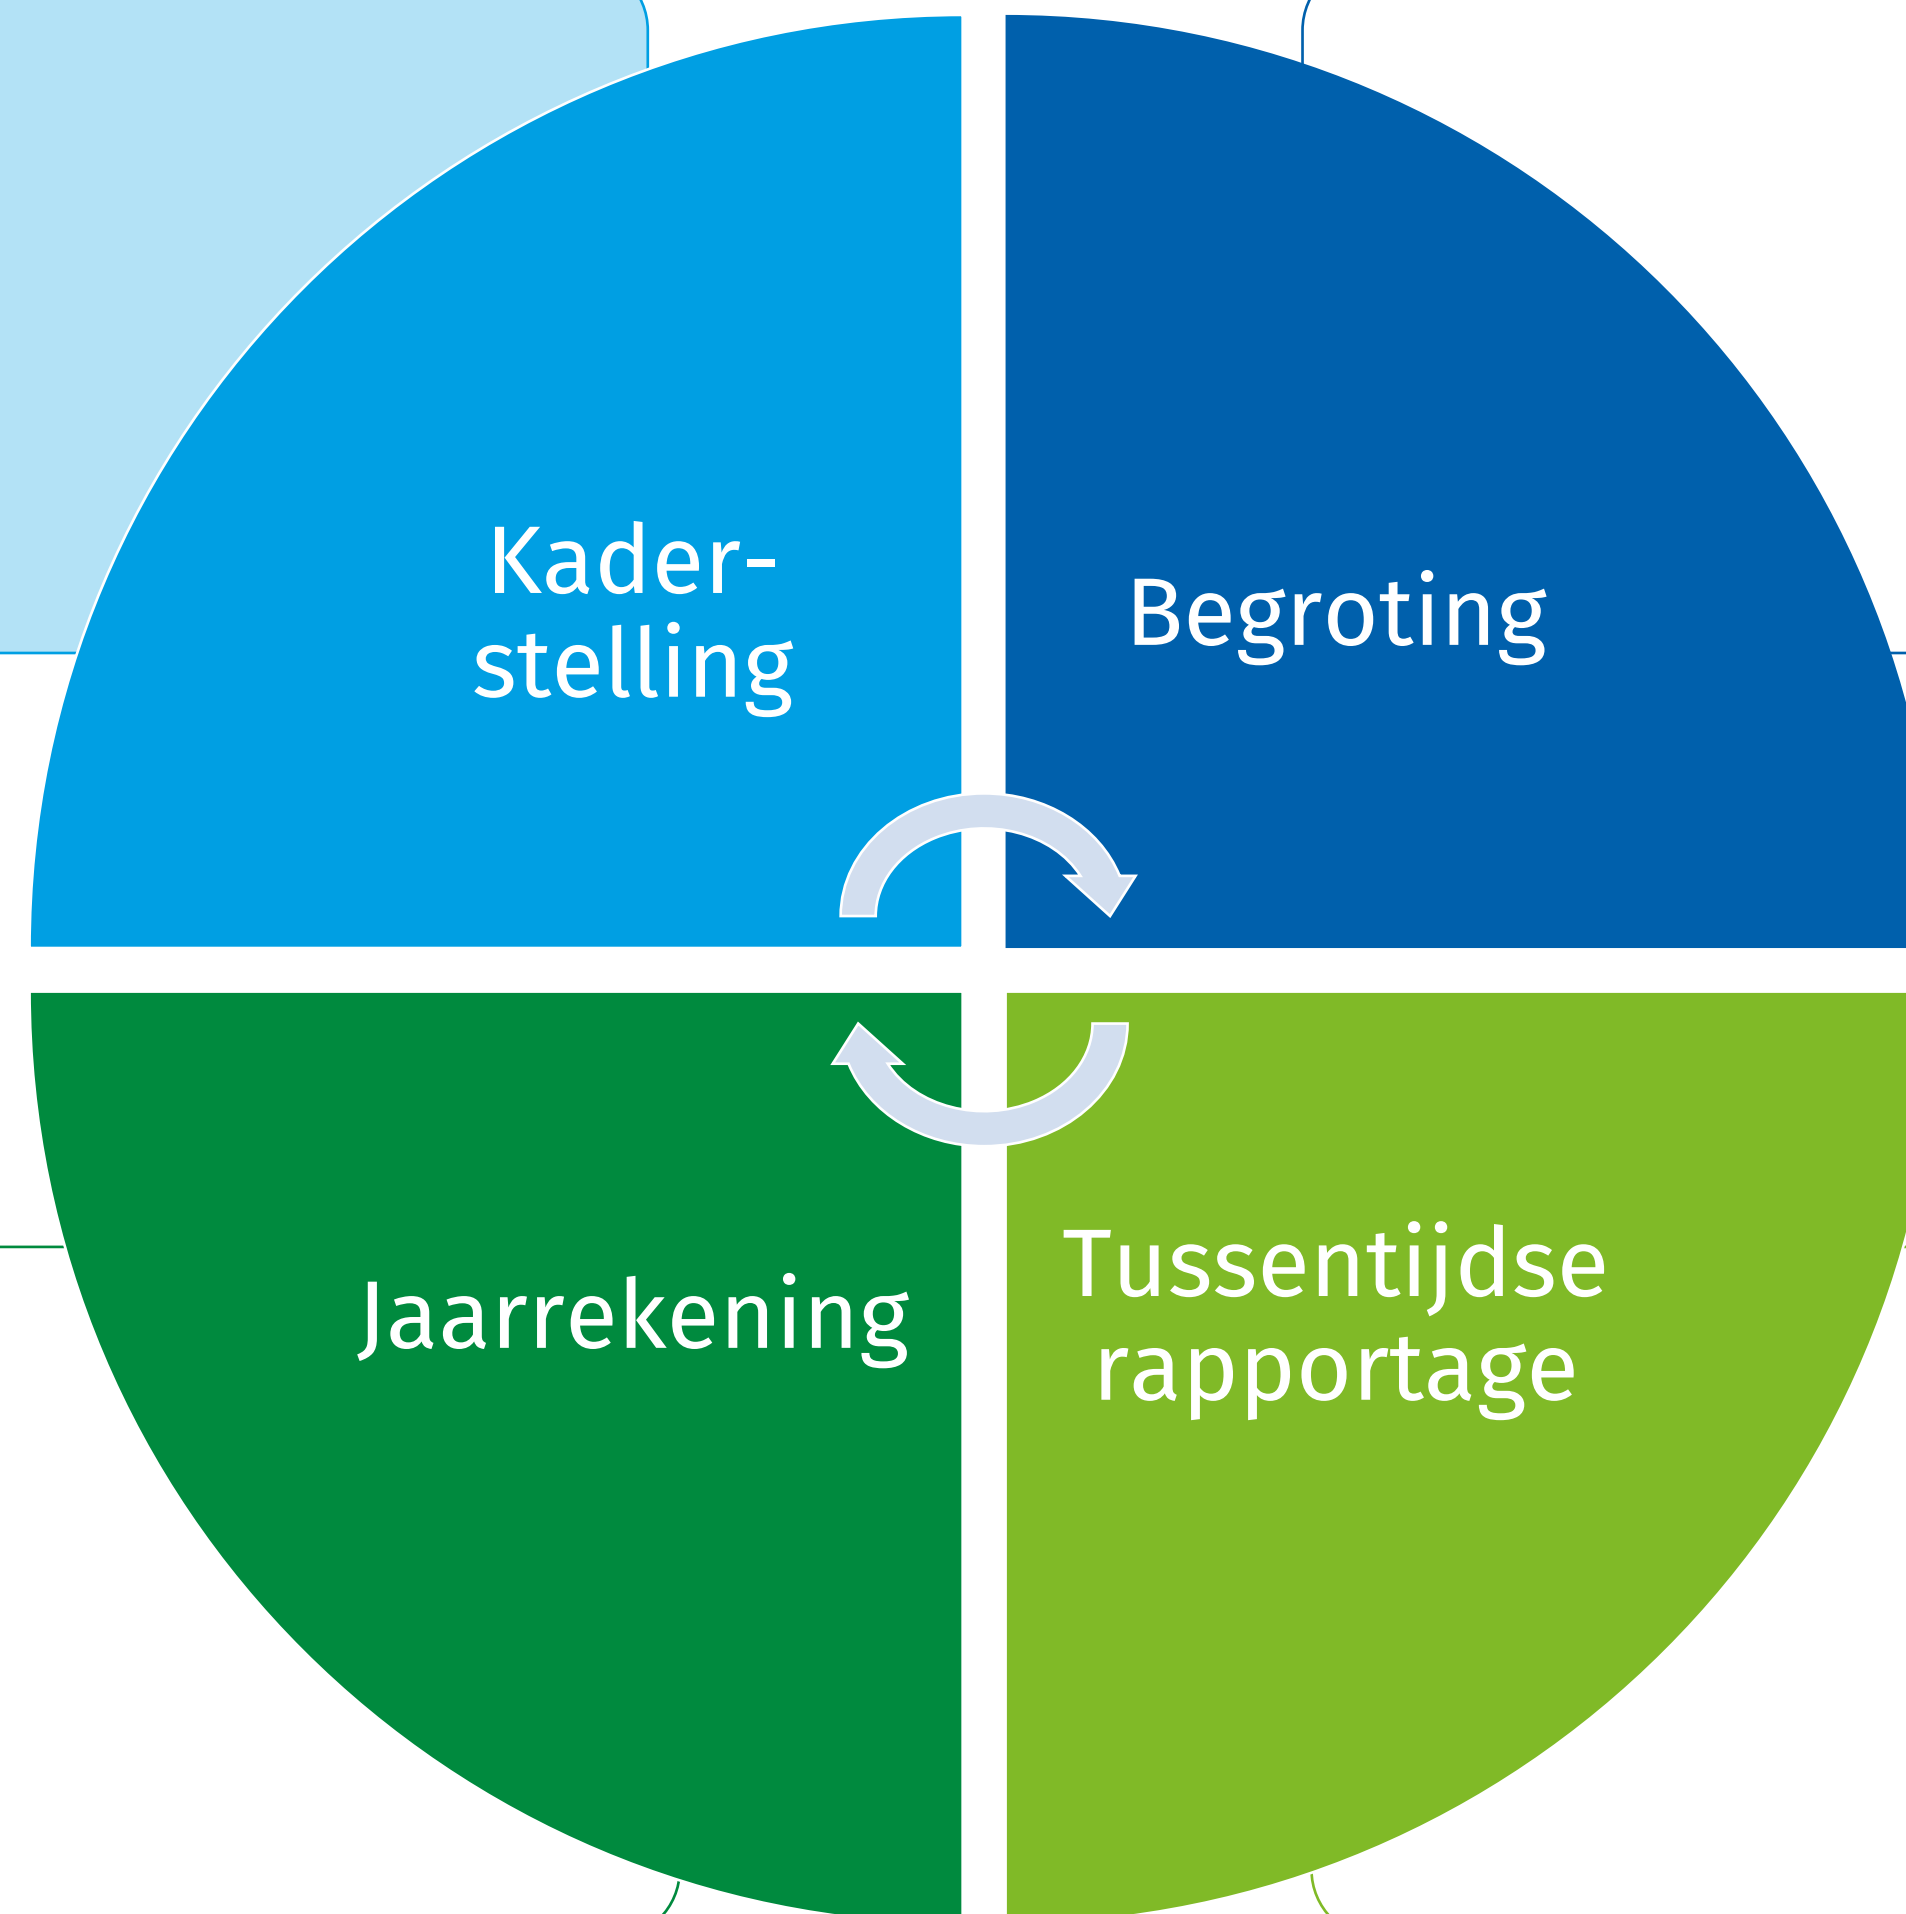 Kader-
stelling
Begroting
Jaarrekening
Tussentijdse
rapportage